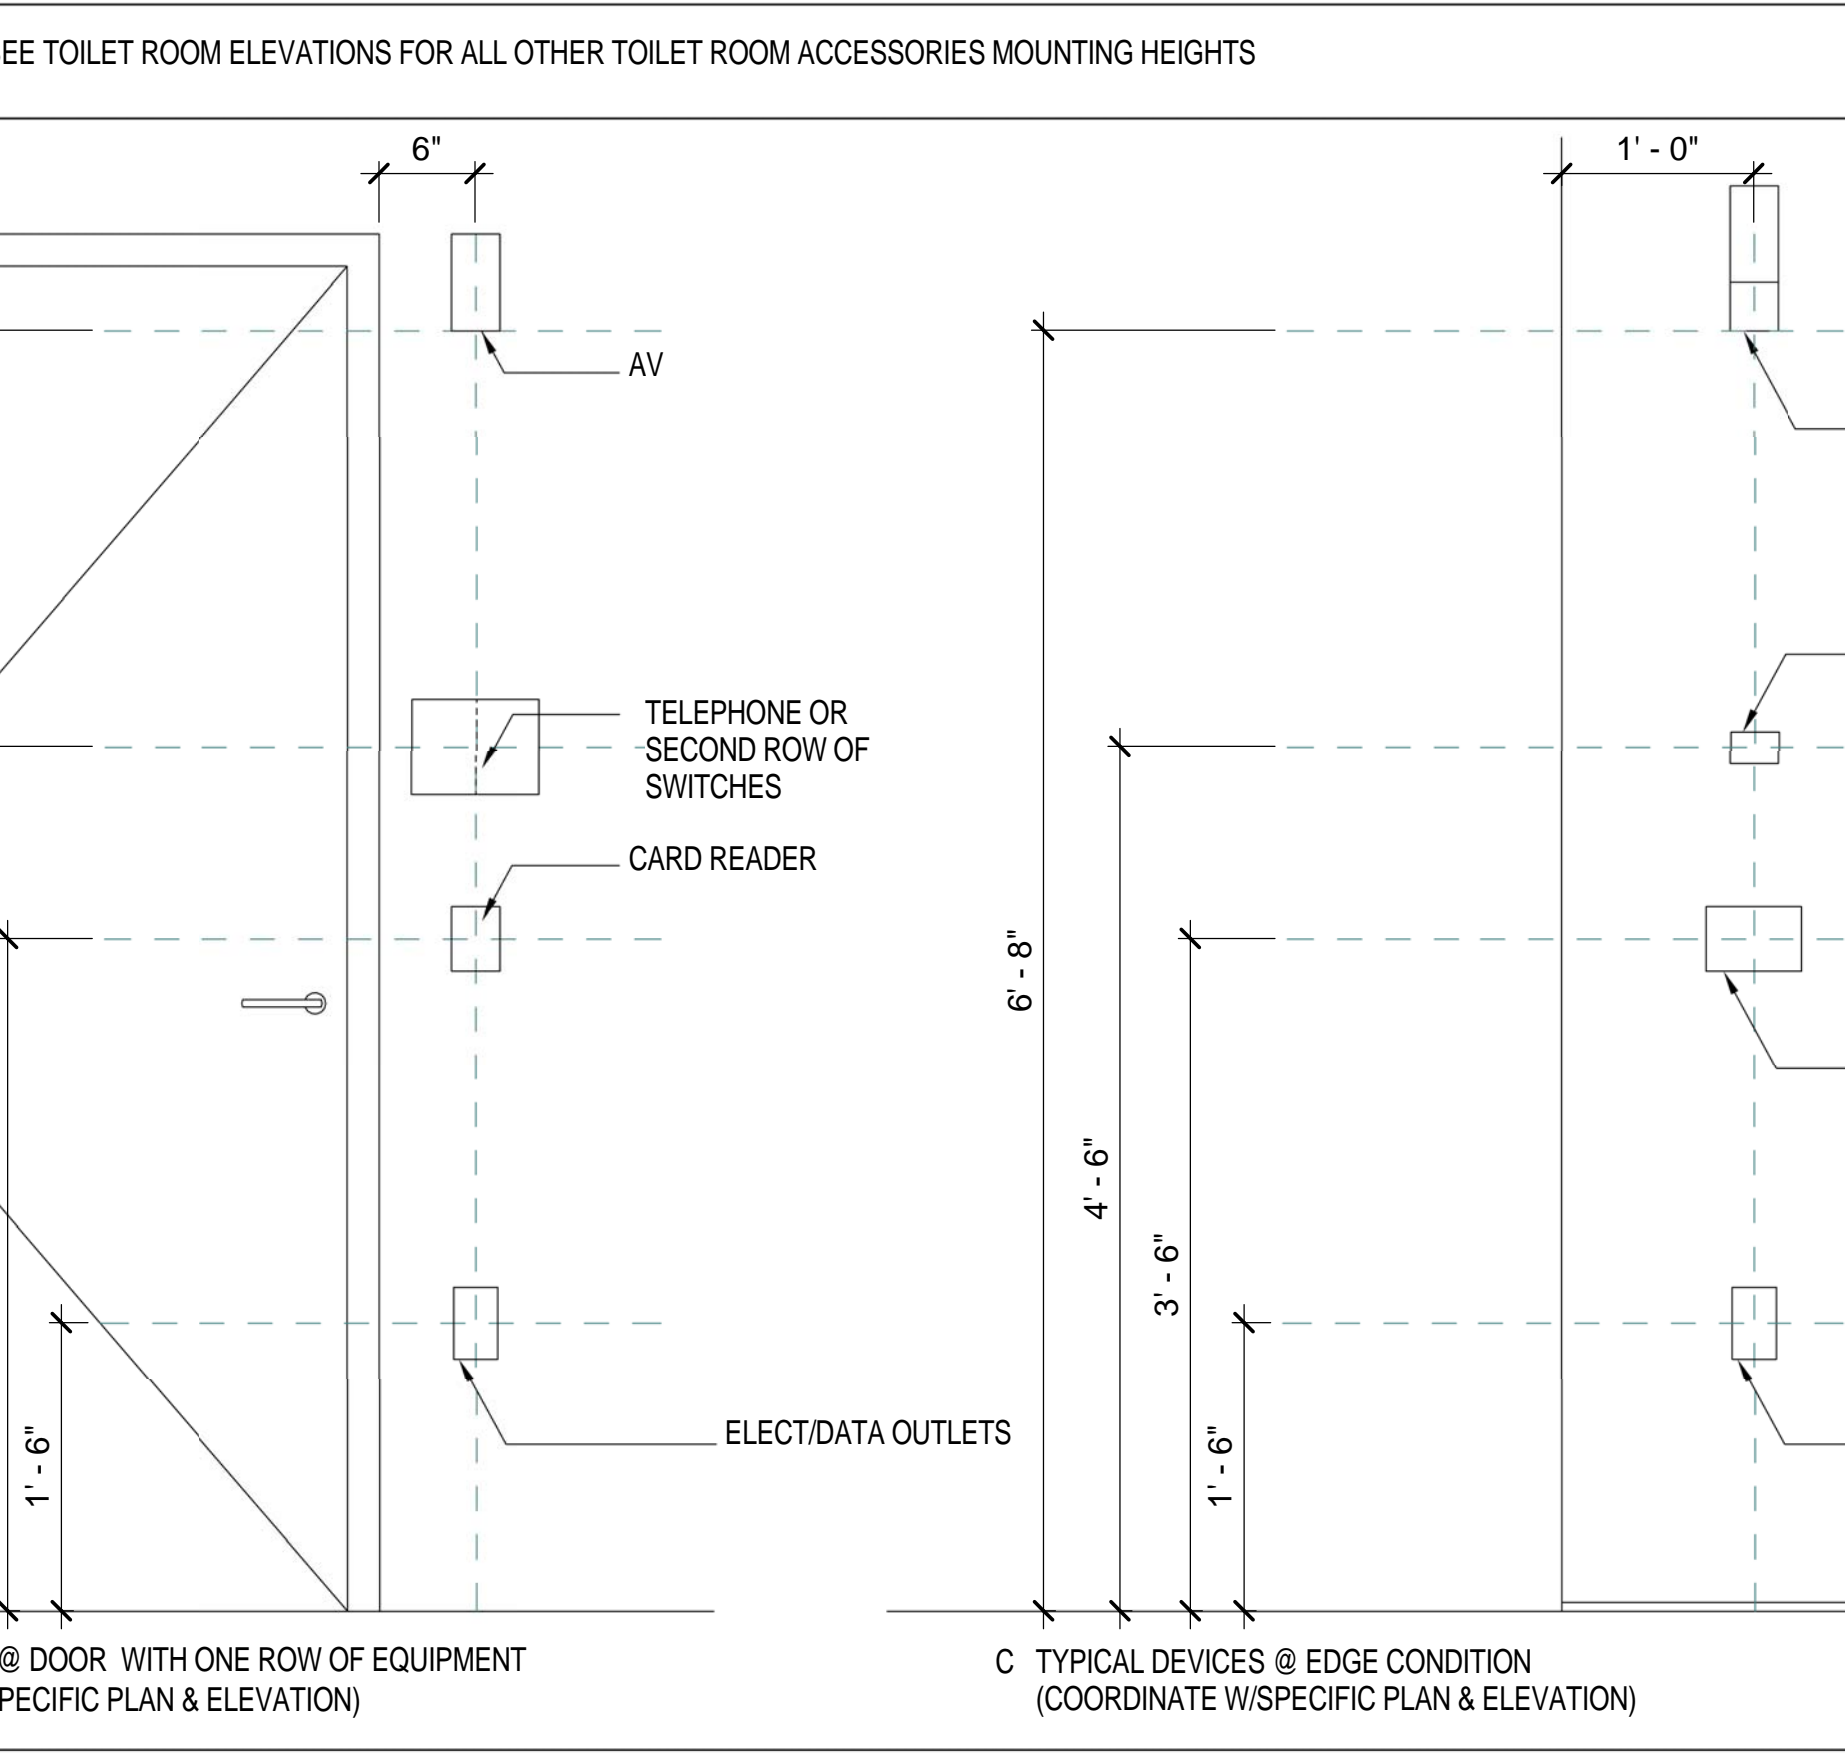 EE TOILET ROOM ELEVATIONS FOR ALL OTHER TOILET ROOM ACCESSORIES MOUNTING HEIGHTS
6"
AV
TELEPHONE OR
SECOND ROW OF
SWITCHES
CARD READER
1' - 6"
ELECT/DATA OUTLETS
@ DOOR WITH ONE ROW OF EQUIPMENT
PECIFIC PLAN & ELEVATION)
1' - 0"
6' - 8"
4' - 6"
3' - 6"
1' - 6"
C TYPICAL DEVICES @ EDGE CONDITION
(COORDINATE W/SPECIFIC PLAN & ELEVATION)